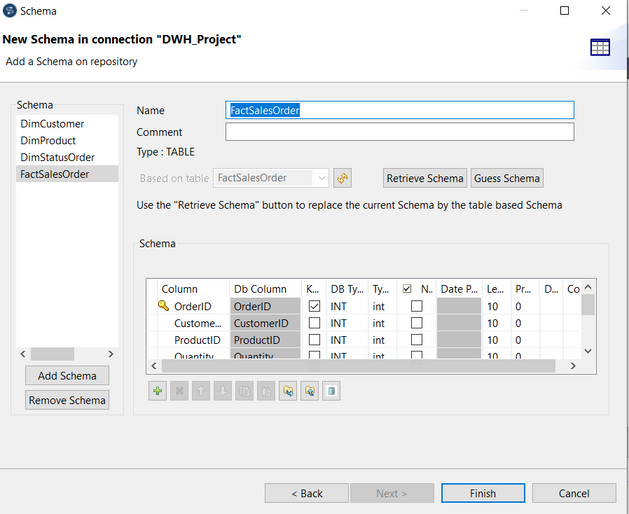 Schema
New Schema in connection "DWH_Project"
Add a Schema on repository
Schema
DimCustomer
DimProduct
DimStatusOrder
FactSalesOrder
Add Schema
Remove Schema
Name FactSalesOrder
Comment
Type : TABLE
Based on table FactSalesOrder Retrieve Schema Guess Schema
Use the "Retrieve Schema" button to replace the current Schema by the table based Schema
Schema
Column Db Column K... DB Ty... Ty... N.. Date P... Le... Pr... D... Co
OrderID OrderID INT int 10 0
Custome... CustomerID INT int 10 0
ProductID ProductID INT int 10 0
Quantity Quantity INT int 10 0
< Back Next > Finish Cancel